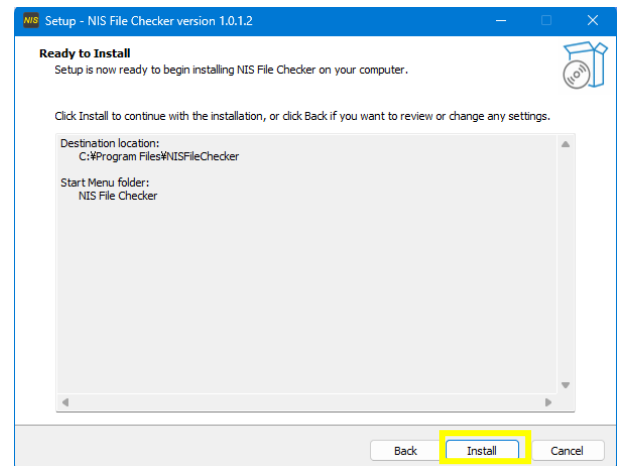 NIS Setup - NIS File Checker version 1.0.1.2
Ready to Install
Setup is now ready to begin installing NIS File Checker on your computer.
Click Install to continue with the installation, or click Back if you want to review or change any settings.
Destination location:
C:¥Program Files¥NISFileChecker
Start Menu folder:
NIS File Checker
Back Install Cancel